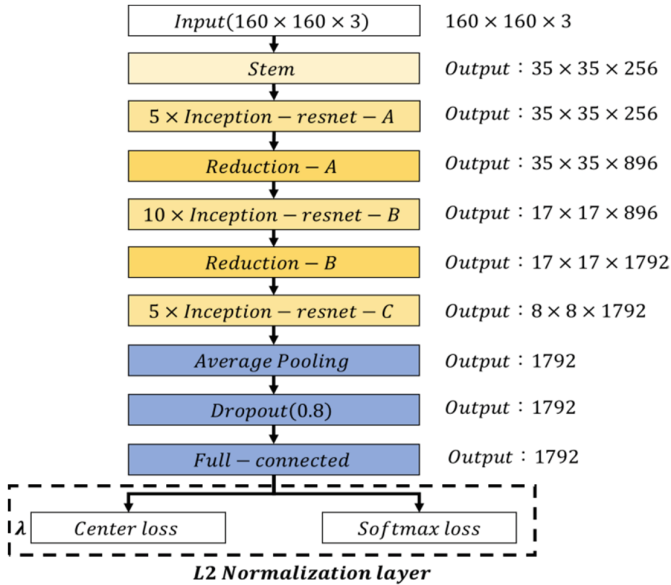 Input(160 × 160 × 3) 160 × 160 × 3
Stem Output : 35 × 35 × 256
5 × Inception − resnet − A Output : 35 × 35 × 256
Reduction − A Output : 35 × 35 × 896
10 × Inception − resnet − B Output : 17 × 17 × 896
Reduction − B Output : 17 × 17 × 1792
5 × Inception − resnet − C Output : 8 × 8 × 1792
Average Pooling Output : 1792
Dropout(0.8) Output : 1792
Full − connected Output : 1792
λ Center loss Softmax loss
L2 Normalization layer